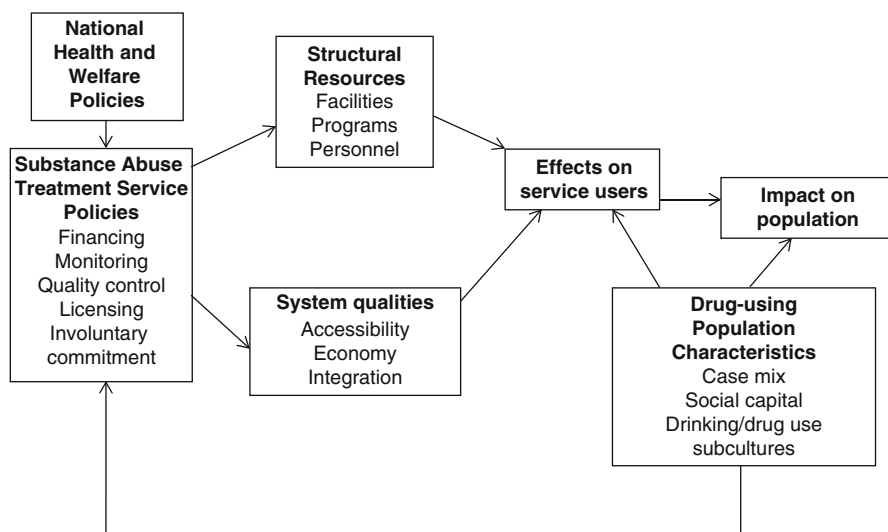 National
Health and
Welfare
Policies
Substance Abuse
Treatment Service
Policies
Financing
Monitoring
Quality control
Licensing
Involuntary
commitment
Structural
Resources
Facilities
Programs
Personnel
System qualities
Accessibility
Economy
Integration
Effects on
service users
Impact on
population
Drug-using
Population
Characteristics
Case mix
Social capital
Drinking/drug use
subcultures